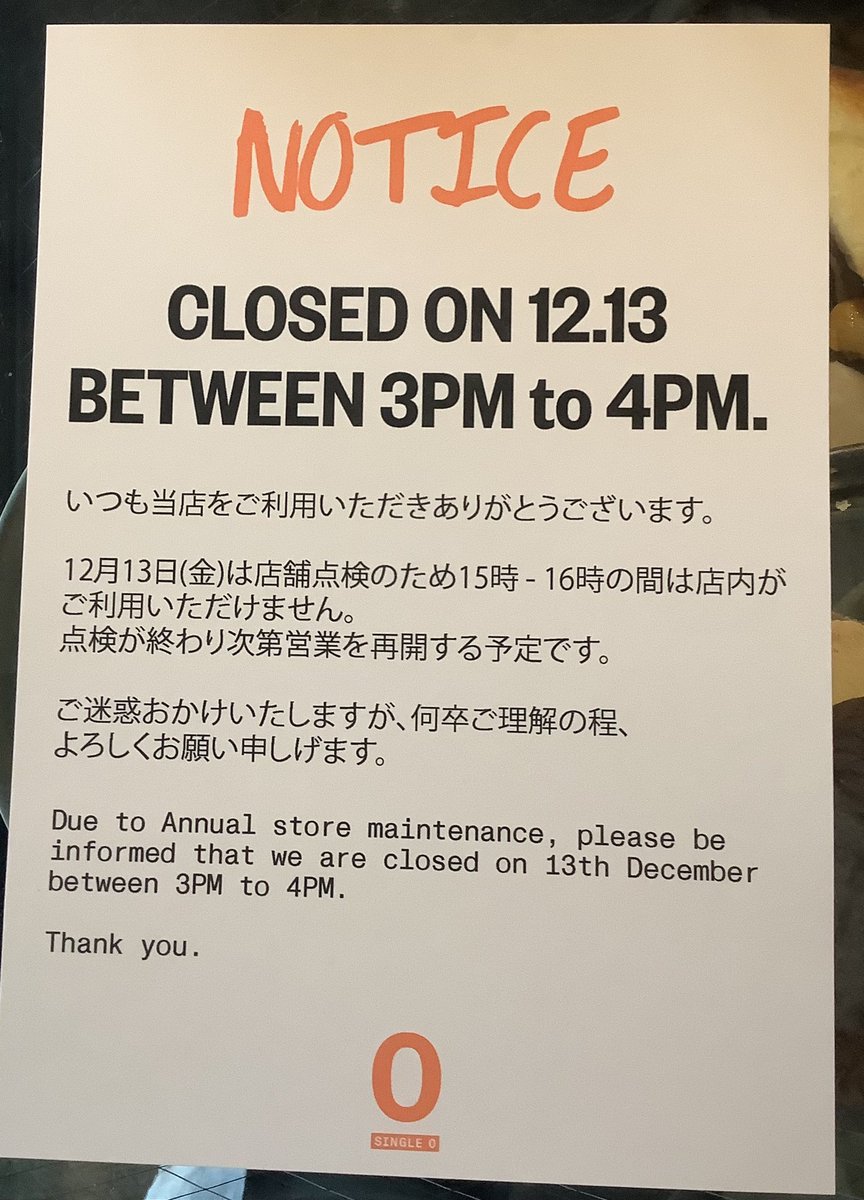 NOTICE
CLOSED ON 12.13
BETWEEN 3PM to 4PM.
いつも当店をご利用いただきありがとうございます。
12月13日(金)は店舗点検のため15時 - 16時の間は店内が
ご利用いただけません。
点検が終わり次第営業を再開する予定です。
ご迷惑おかけいたしますが、何卒ご理解の程、
よろしくお願い申しげます。
Due to Annual store maintenance, please be
informed that we are closed on 13th December
between 3PM to 4PM.
Thank you.
O
SINGLE O